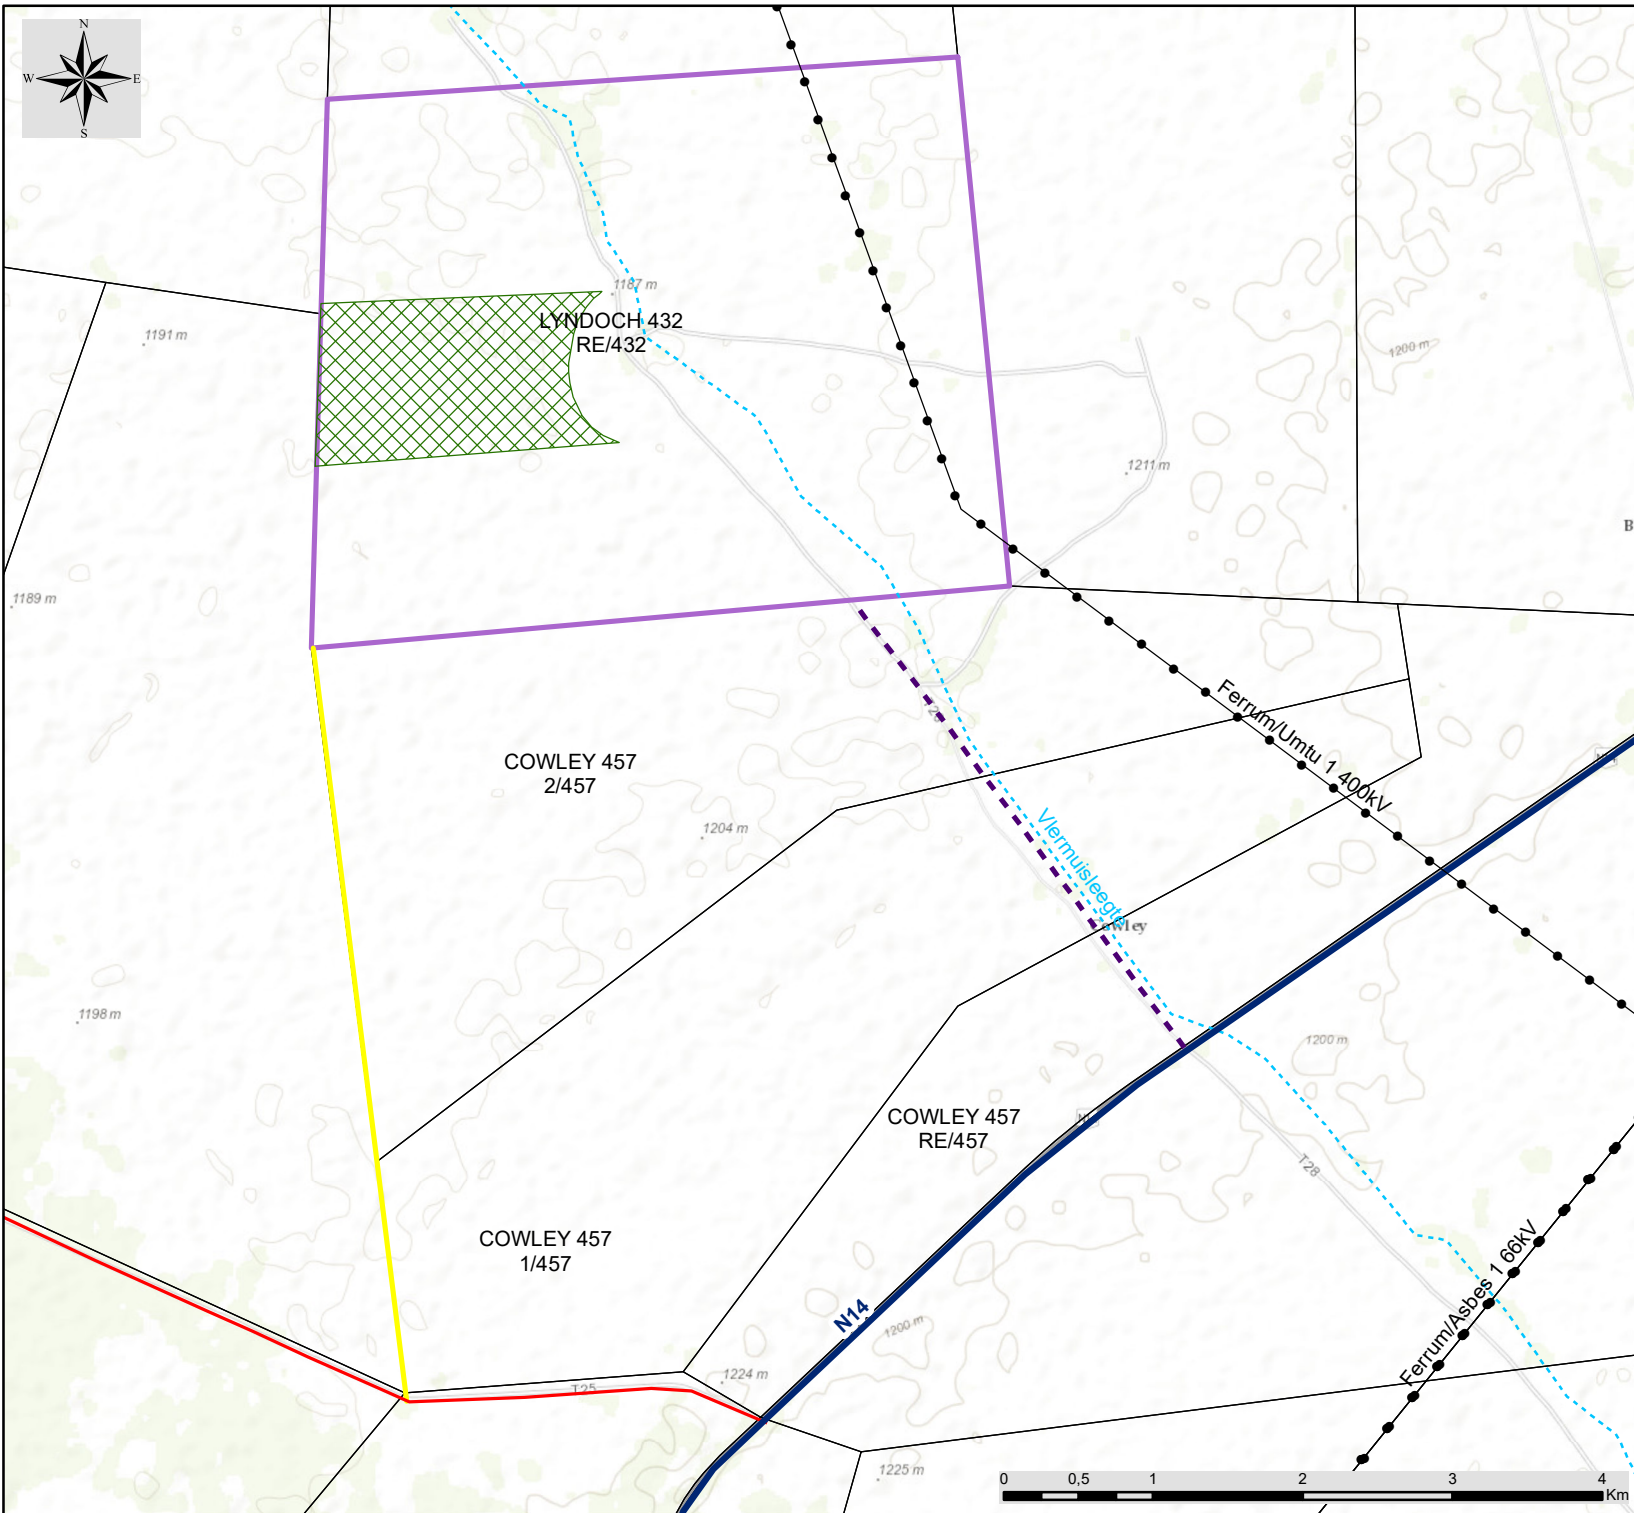 N
W E
S
1187 m
LYNDOCH 432
RE/432
1191 m
1200 m
1211 m
B
1189 m
Ferrum/Umtu 1 400kV
COWLEY 457
2/457
1204 m
Vlermuisleegte
Cowley
1198 m
1200 m
COWLEY 457
RE/457
T28
COWLEY 457
1/457
N14
1200 m
Ferrum/Asbes 1 66kV
1224 m
T25
1225 m
0 0,5 1 2 3 4
Km